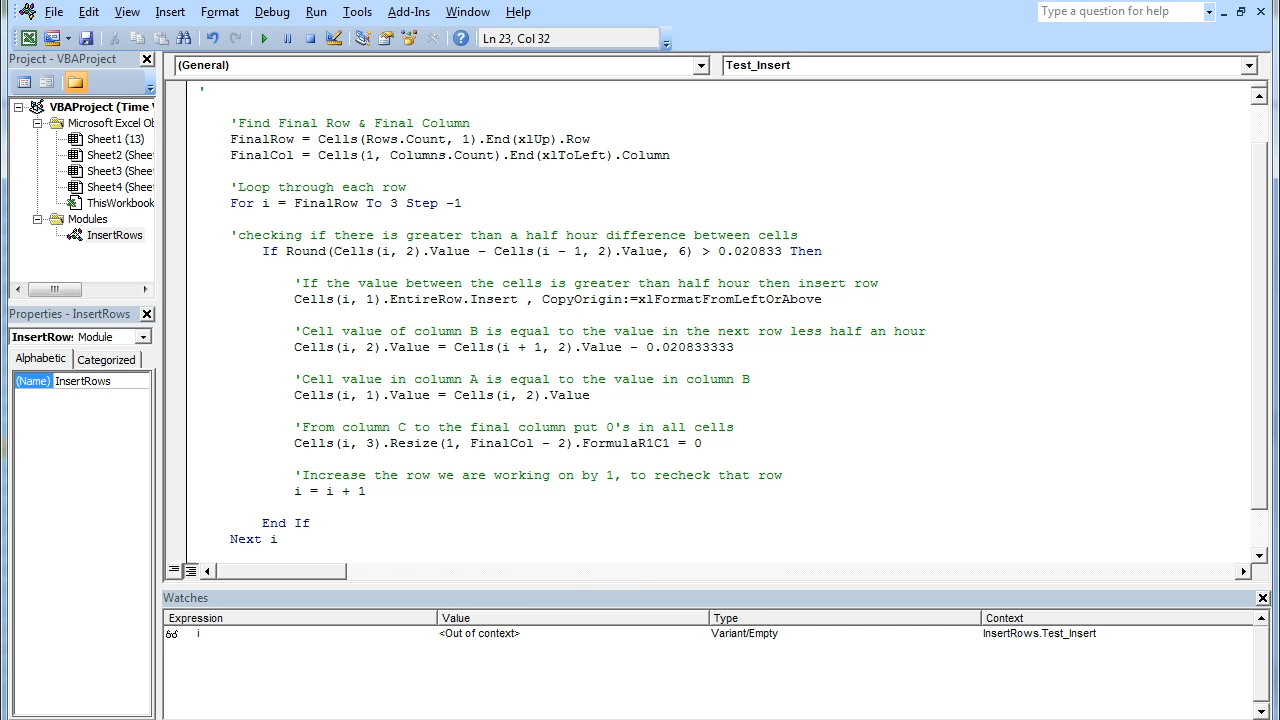 File Edit View Insert Format Debug Run Tools Add-Ins Window Help
Type a question for help
Ln 23, Col 32
Project - VBAProject
(General)
Test_Insert
VBAProject (Time V
Microsoft Excel Ob
Sheet1 (13)
Sheet2 (Sheet
Sheet3 (Sheet
Sheet4 (Sheet
ThisWorkbook
Modules
InsertRows
Properties - InsertRows
InsertRows Module
Alphabetic Categorized
(Name) InsertRows
'
'Find Final Row & Final Column
FinalRow = Cells(Rows.Count, 1).End(xlUp).Row
FinalCol = Cells(1, Columns.Count).End(xlToLeft).Column
'Loop through each row
For i = FinalRow To 3 Step -1
'checking if there is greater than a half hour difference between cells
If Round(Cells(i, 2).Value - Cells(i - 1, 2).Value, 6) > 0.020833 Then
'If the value between the cells is greater than half hour then insert row
Cells(i, 1).EntireRow.Insert , CopyOrigin:=xlFormatFromLeftOrAbove
'Cell value of column B is equal to the value in the next row less half an hour
Cells(i, 2).Value = Cells(i + 1, 2).Value - 0.020833333
'Cell value in column A is equal to the value in column B
Cells(i, 1).Value = Cells(i, 2).Value
'From column C to the final column put 0's in all cells
Cells(i, 3).Resize(1, FinalCol - 2).FormulaR1C1 = 0
'Increase the row we are working on by 1, to recheck that row
i = i + 1
End If
Next i
Watches
Expression Value Type Context
i <Out of context> Variant/Empty InsertRows.Test_Insert